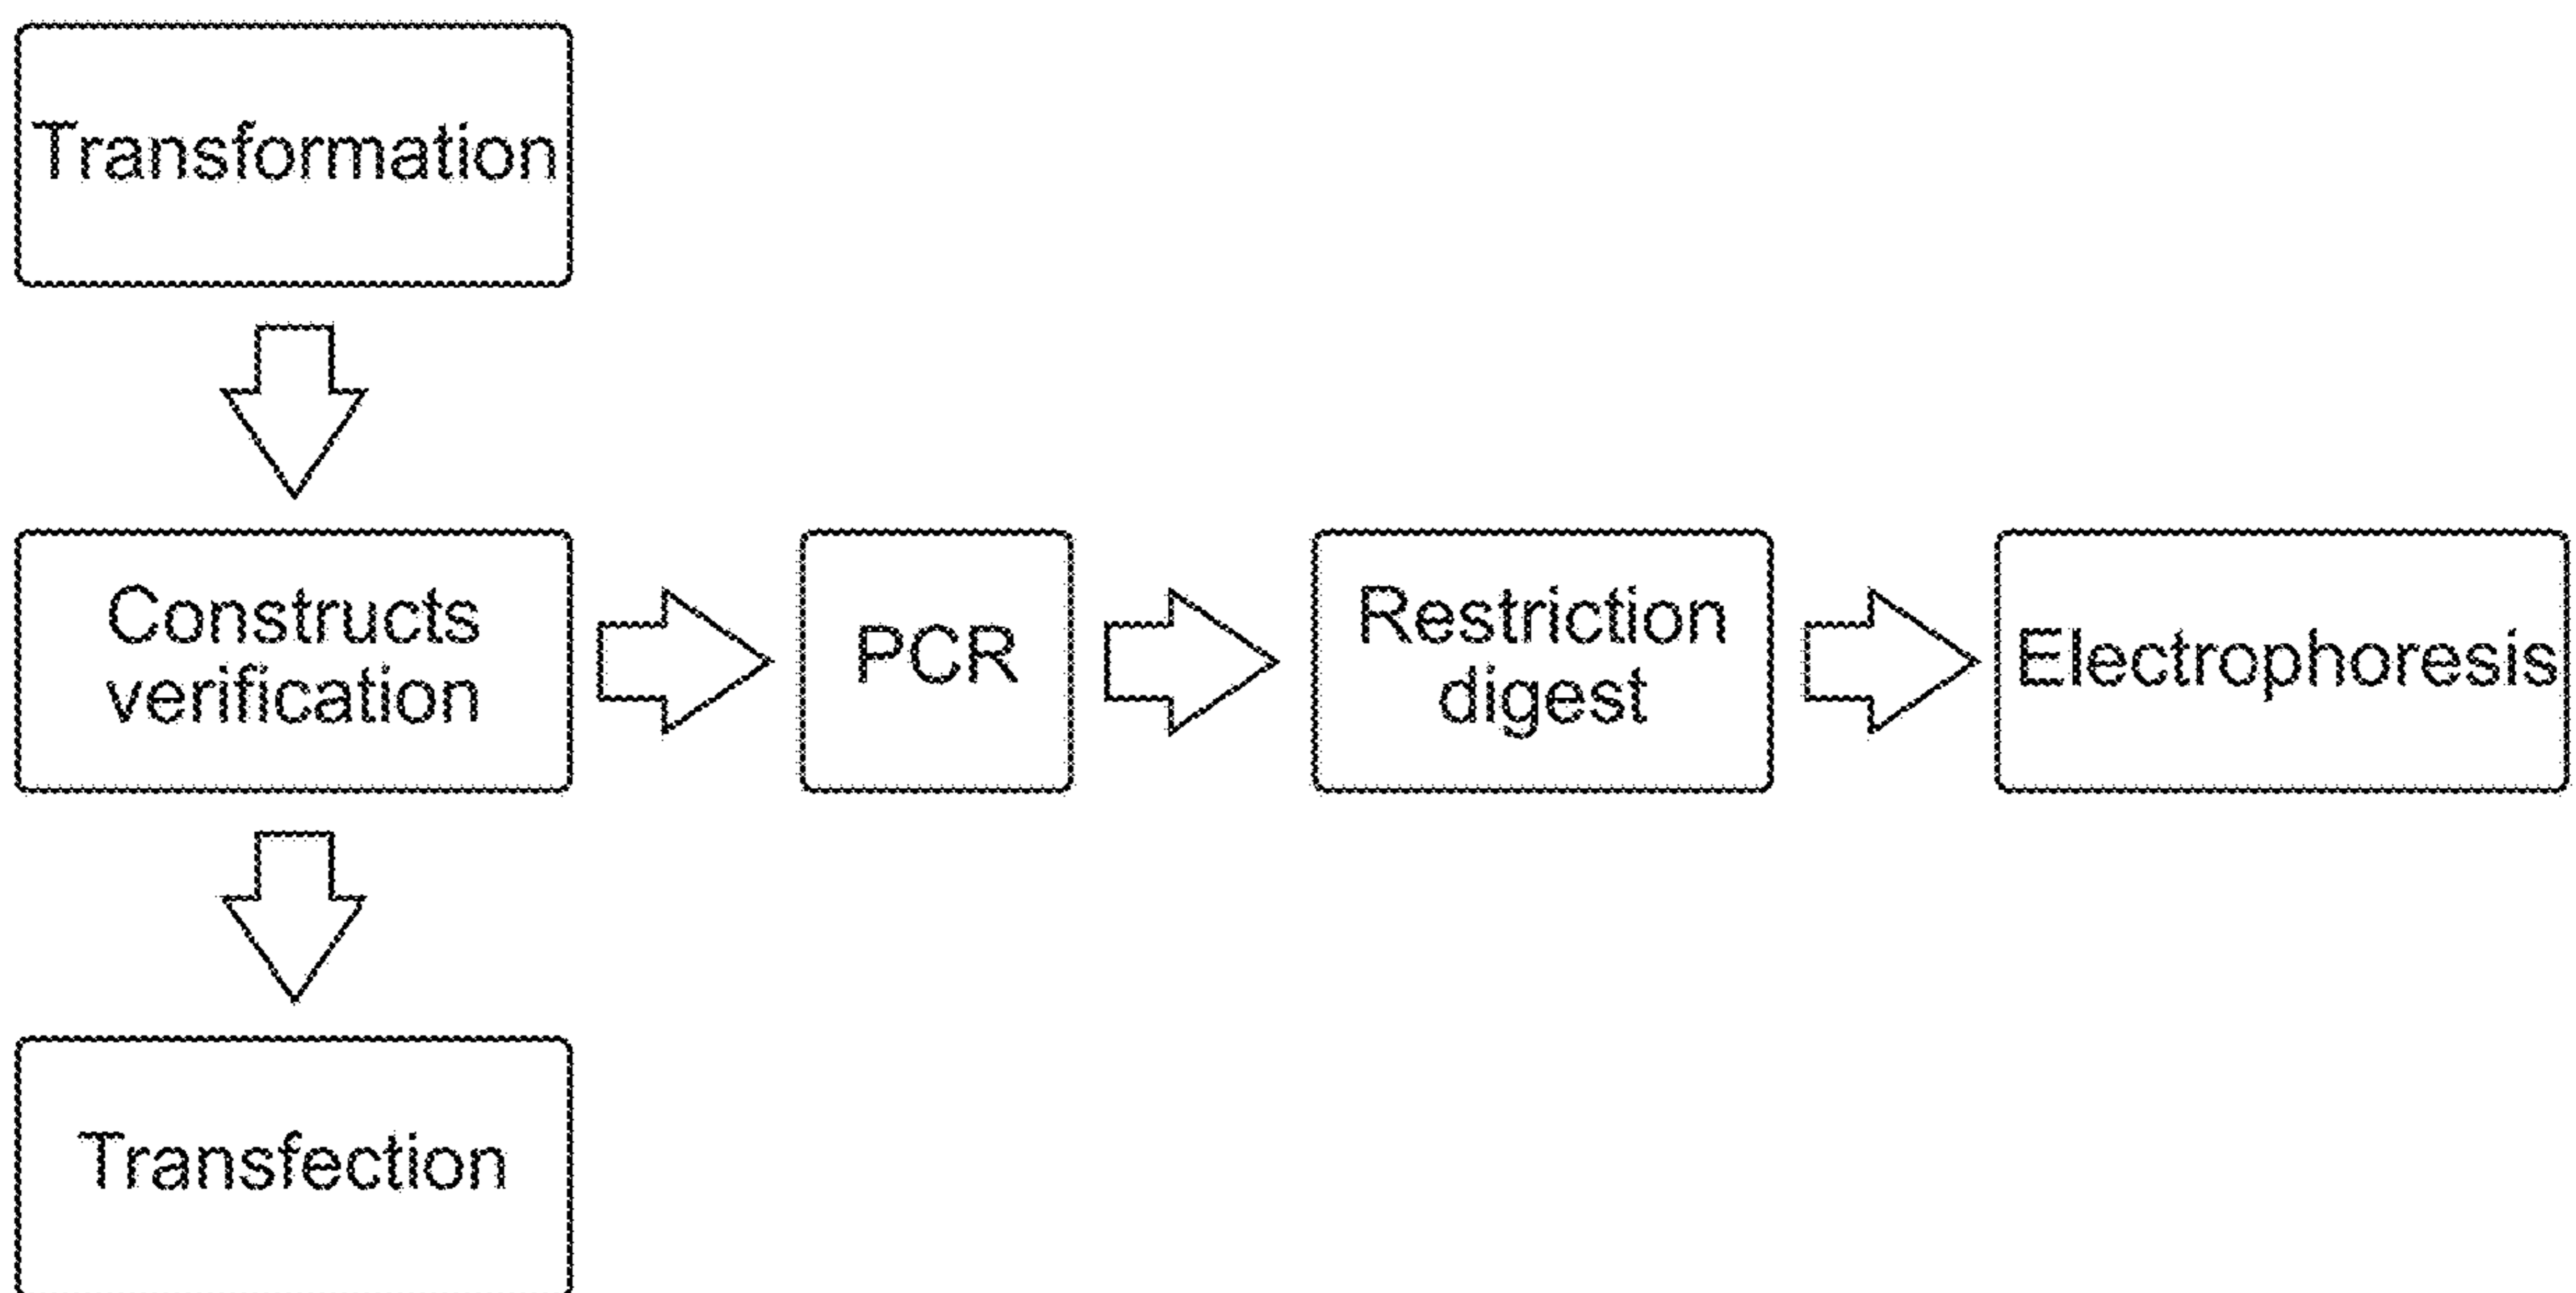 Transformation
Constructs
verification
PCR
Restriction
digest
Electrophoresis
Transfection